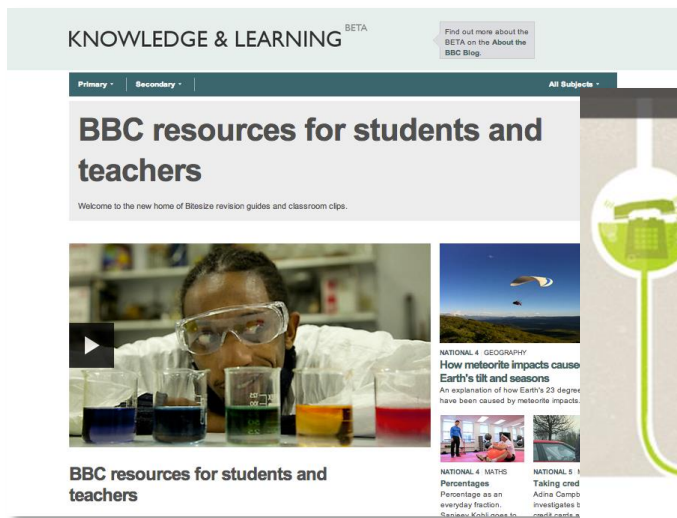 KNOWLEDGE & LEARNING BETA
Find out more about the
BETA on the About the
BBC Blog.
Primary Secondary All Subjects
BBC resources for students and
teachers
Welcome to the new home of Bitesize revision guides and classroom clips.
NATIONAL 4 GEOGRAPHY
How meteorite impacts cause
Earth's tilt and seasons
An explanation of how Earth's 23 degree
have been caused by meteorite impacts.
BBC resources for students and
teachers
NATIONAL 4 MATHS
Percentages
Percentage as an
everyday fraction.
Sanjeev Kohli goes to
NATIONAL 5
Taking cred
Adina Campb
investigates
credit cards